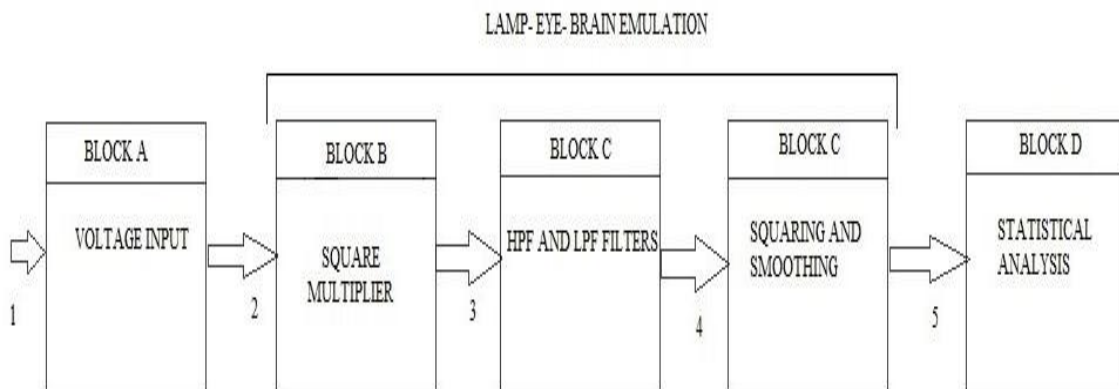 LAMP- EYE- BRAIN EMULATION
BLOCK A
VOLTAGE INPUT
BLOCK B
SQUARE
MULTIPLIER
BLOCK C
HPF AND LPF FILTERS
BLOCK C
SQUARING AND
SMOOTHING
BLOCK D
STATISTICAL
ANALYSIS
1
2
3
4
5